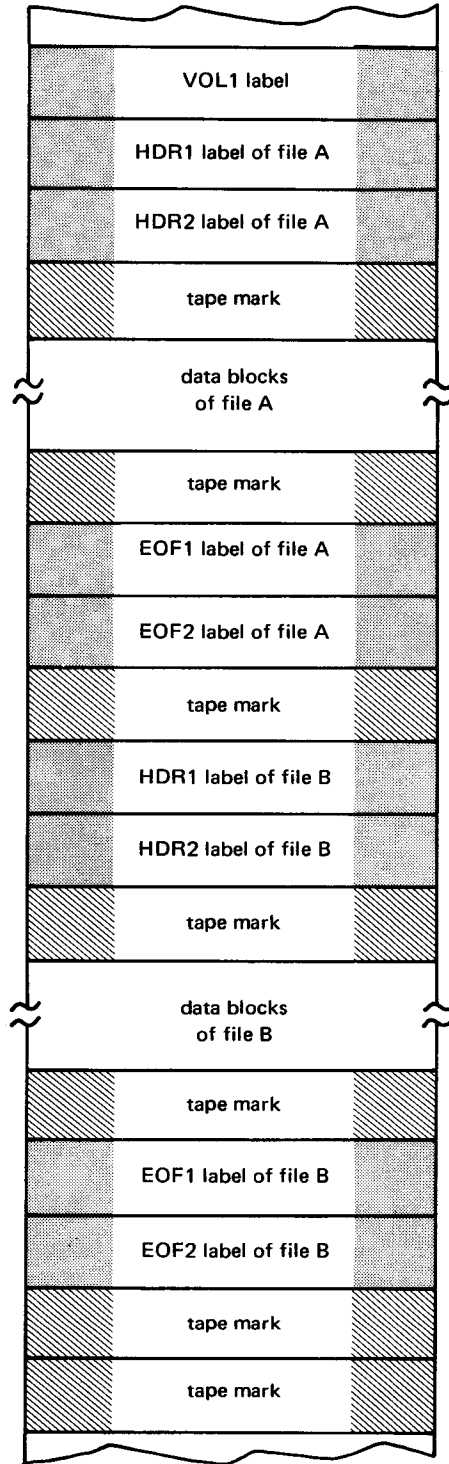 VOL1 label
HDR1 label of file A
HDR2 label of file A
tape mark
data blocks
of file A
tape mark
EOF1 label of file A
EOF2 label of file A
tape mark
HDR1 label of file B
HDR2 label of file B
tape mark
data blocks
of file B
tape mark
EOF1 label of file B
EOF2 label of file B
tape mark
tape mark